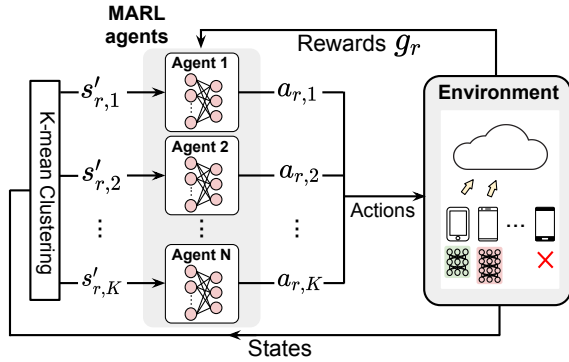 MARL
agents
Rewards g_r
Agent 1
s'_{r,1}
a_{r,1}
Environment
K-mean Clustering
Agent 2
s'_{r,2}
a_{r,2}
Actions
...
Agent N
s'_{r,K}
a_{r,K}
States